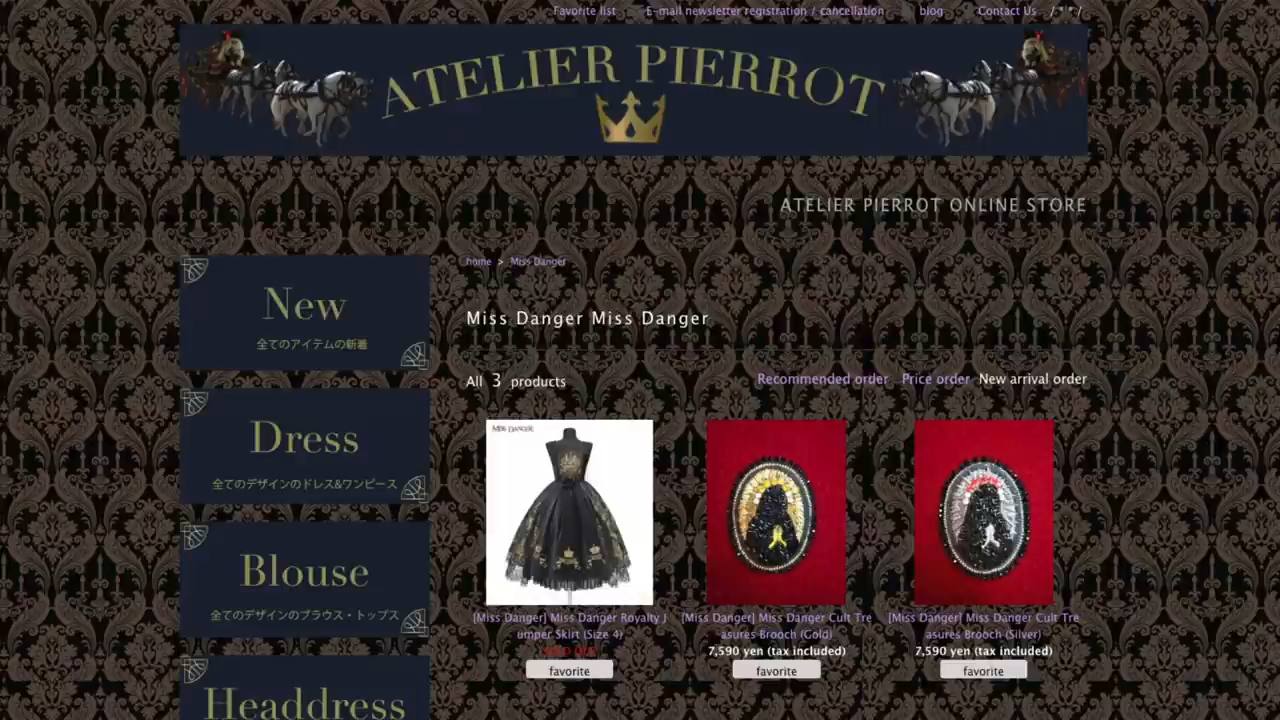 Favorite list
E-mail newsletter registration / cancellation
blog
Contact Us
/ * * /
ATELIER PIERROT
ATELIER PIERROT ONLINE STORE
home > Miss Danger
New
全てのアイテムの新着
Miss Danger Miss Danger
All 3 products
Recommended order Price order New arrival order
Dress
全てのデザインのドレス&ワンピース
Blouse
全てのデザインのブラウス・トップス
Headdress
MISS DANGER
[Miss Danger] Miss Danger Royalty J
umper Skirt (Size 4)
SOLD OUT
favorite
[Miss Danger] Miss Danger Cult Tre
asures Brooch (Gold)
7,590 yen (tax included)
favorite
[Miss Danger] Miss Danger Cult Tre
asures Brooch (Silver)
7,590 yen (tax included)
favorite